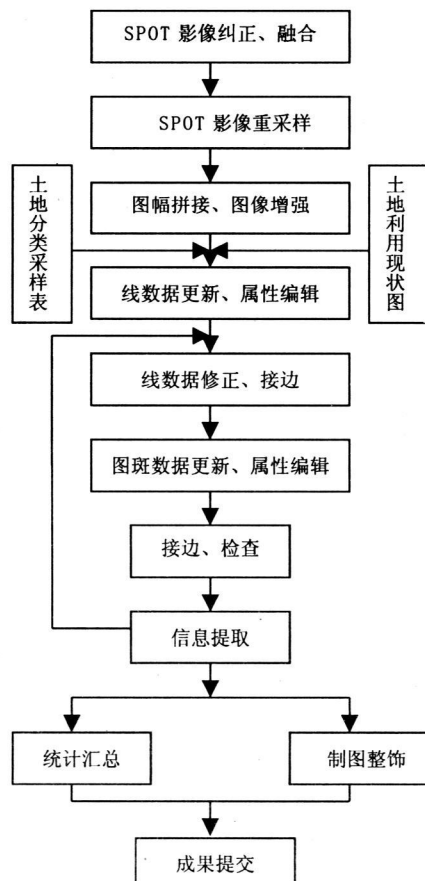 SPOT 影像纠正、融合
SPOT 影像重采样
图幅拼接、图像增强
土地分类采样表
土地利用现状图
线数据更新、属性编辑
线数据修正、接边
图斑数据更新、属性编辑
接边、检查
信息提取
统计汇总
制图整饰
成果提交